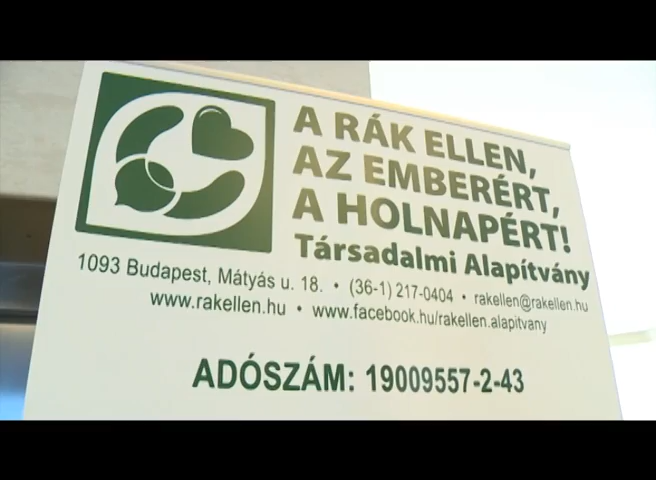 A RÁK ELLEN,
AZ EMBERÉRT,
A HOLNAPÉRT!
Társadalmi Alapítvány
1093 Budapest, Mátyás u. 18. • (36-1) 217-0404 • rakellen@rakellen.hu
www.rakellen.hu • www.facebook.hu/rakellen.alapitvany
ADÓSZÁM: 19009557-2-43